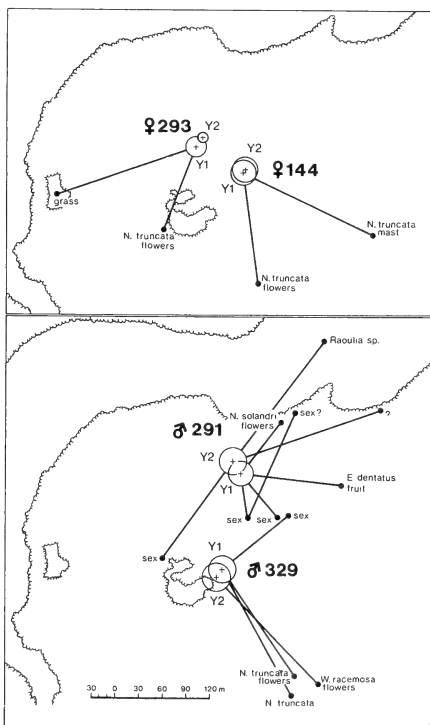 ♀293
Y2
Y1
Y2
Y1
♀144
grass
N. truncata
flowers
N. truncata
mast
N. truncata
flowers
Raoulia sp.
N. solandri
flowers
sex?
?
♂291
Y2
Y1
E dentatus
fruit
sex
sex
sex
sex
Y1
♂329
Y2
N. truncata
flowers
W. racemosa
flowers
N truncata
30 0 30 60 90 120 m